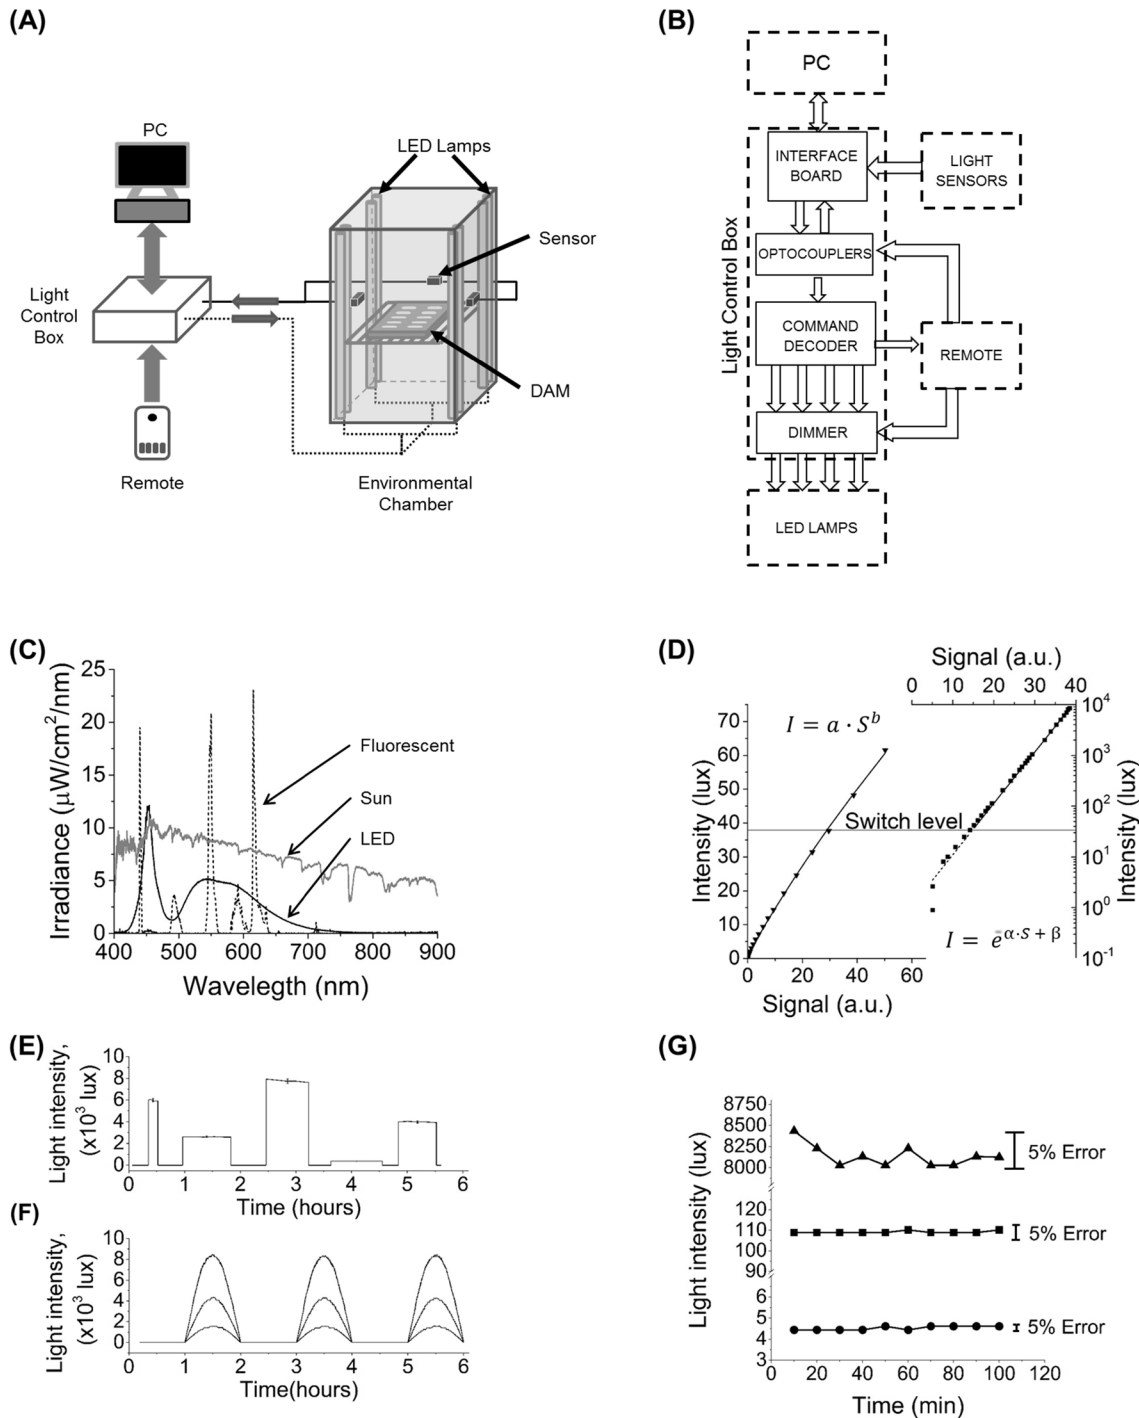 (A)
PC
LED Lamps
Sensor
Light
Control
Box
DAM
Remote
Environmental
Chamber
(B)
PC
INTERFACE
BOARD
LIGHT
SENSORS
OPTOCOUPLERS
Light Control Box
COMMAND
DECODER
REMOTE
DIMMER
LED LAMPS
(C)
Irradiance (µW/cm²/nm)
25
20
15
10
5
0
Fluorescent
Sun
LED
400 500 600 700 800 900
Wavelegth (nm)
(D)
Signal (a.u.)
0 10 20 30 40
Intensity (lux)
70
60
50
40
30
20
10
0
I = a · S^b
Switch level
I = e^α·S + β
10⁴
10³
10²
10¹
10⁰
10⁻¹
Intensity (lux)
0 20 40 60
Signal (a.u.)
(E)
Light intensity,
(x10³ lux)
10
8
6
4
2
0
0 1 2 3 4 5 6
Time (hours)
(F)
Light intensity,
(x10³ lux)
10
8
6
4
2
0
0 1 2 3 4 5 6
Time(hours)
(G)
Light intensity (lux)
8750
8500
8250
8000
5% Error
130
120
110
100
90
5% Error
6
5
4
3
5% Error
0 20 40 60 80 100 120
Time (min)